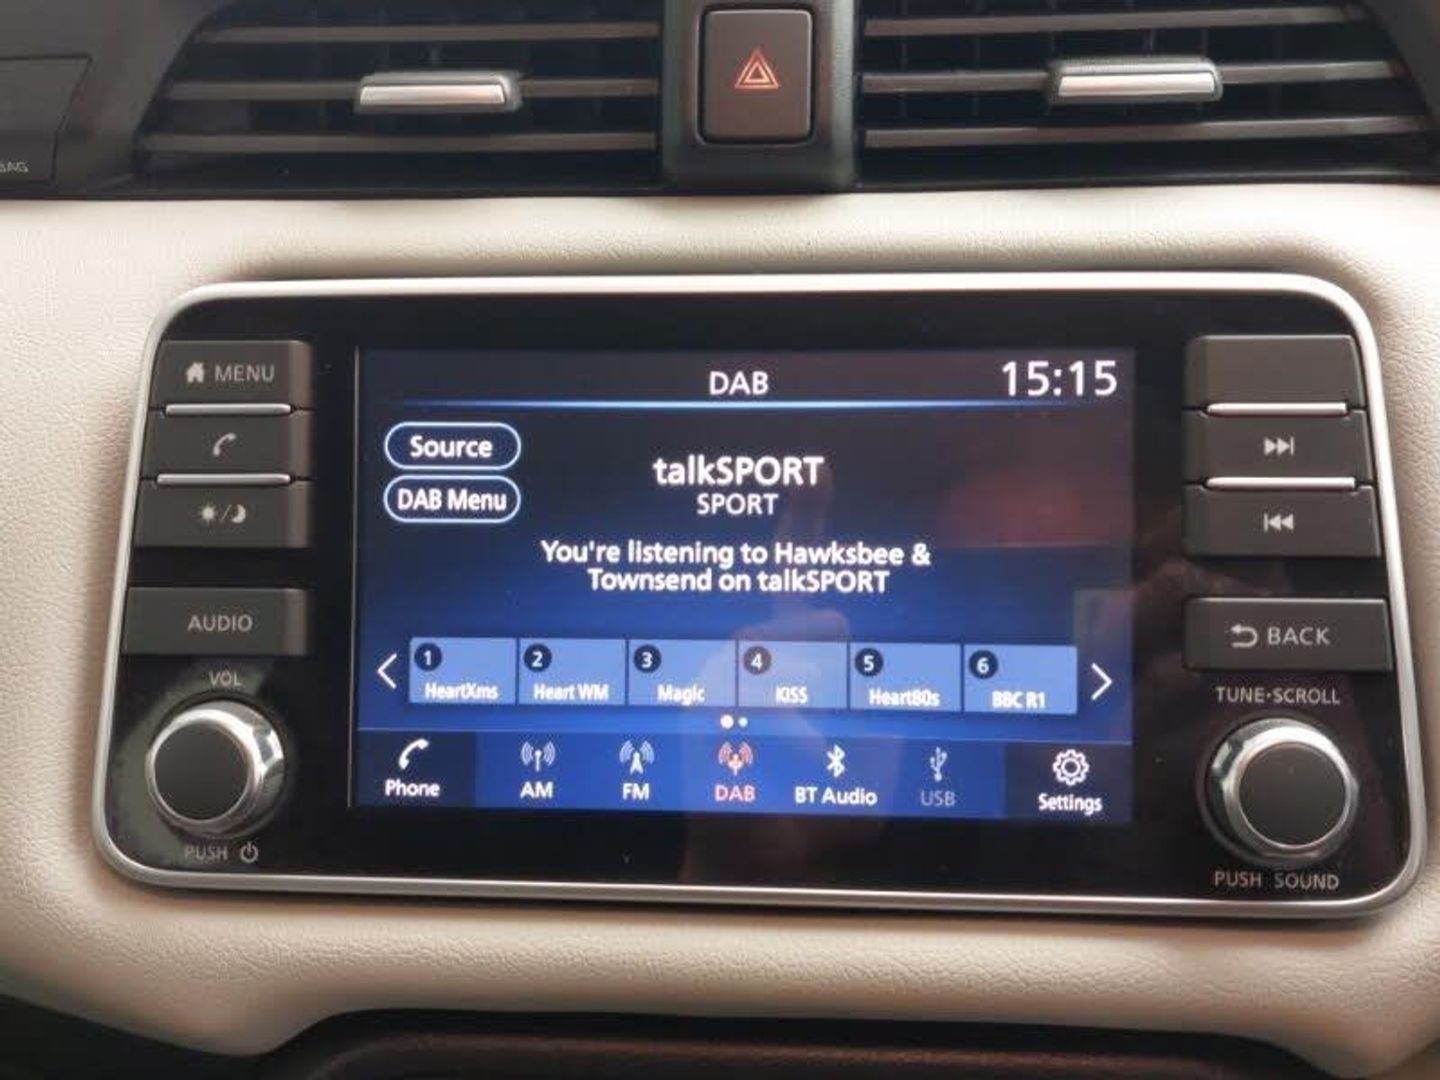 MENU
DAB
15:15
Source
talkSPORT
SPORT
DAB Menu
You're listening to Hawksbee &
Townsend on talkSPORT
AUDIO
BACK
VOL
TUNE•SCROLL
1
2
3
4
5
6
HeartXms
Heart WM
Magic
KISS
Heart80s
BBC R1
Phone
AM
FM
DAB
BT Audio
USB
Settings
PUSH
PUSH SOUND